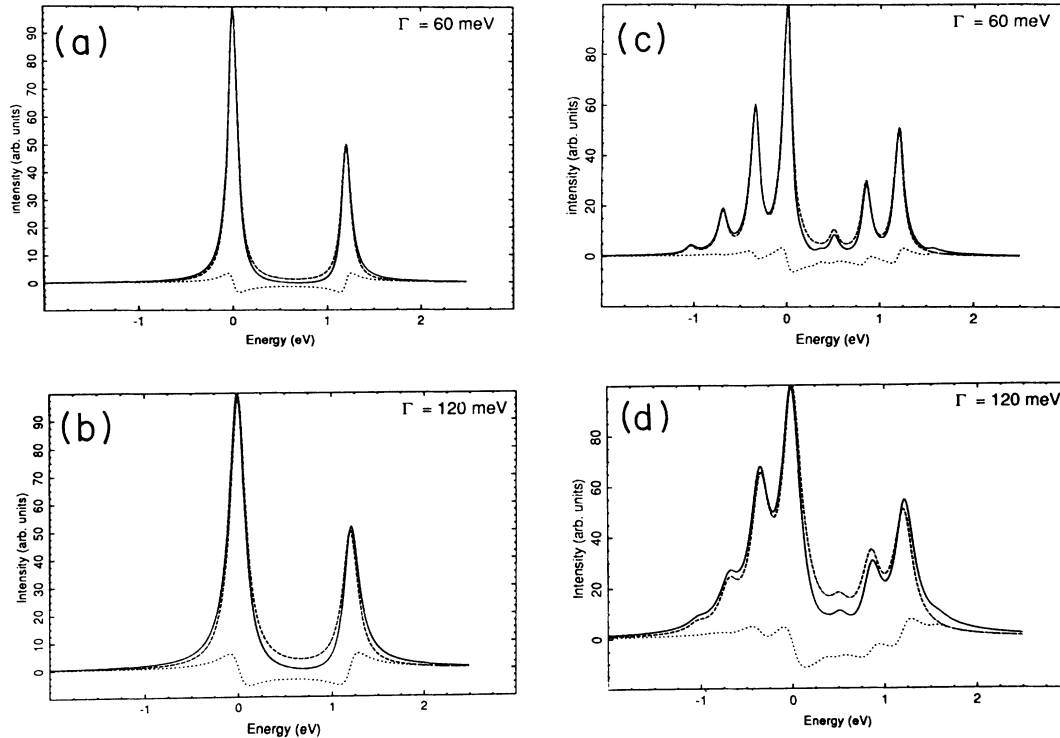 (a)
Γ = 60 meV
intensity (arb. units)
0 10 20 30 40 50 60 70 80 90
-1 0 1 2
Energy (eV)
(c)
Γ = 60 meV
intensity (arb. units)
0 20 40 60 80
-1 0 1 2
Energy (eV)
(b)
Γ = 120 meV
Intensity (arb. units)
0 10 20 30 40 50 60 70 80 90
-1 0 1 2
Energy (eV)
(d)
Γ = 120 meV
Intensity (arb. units)
0 20 40 60 80
-1 0 1 2
Energy (eV)